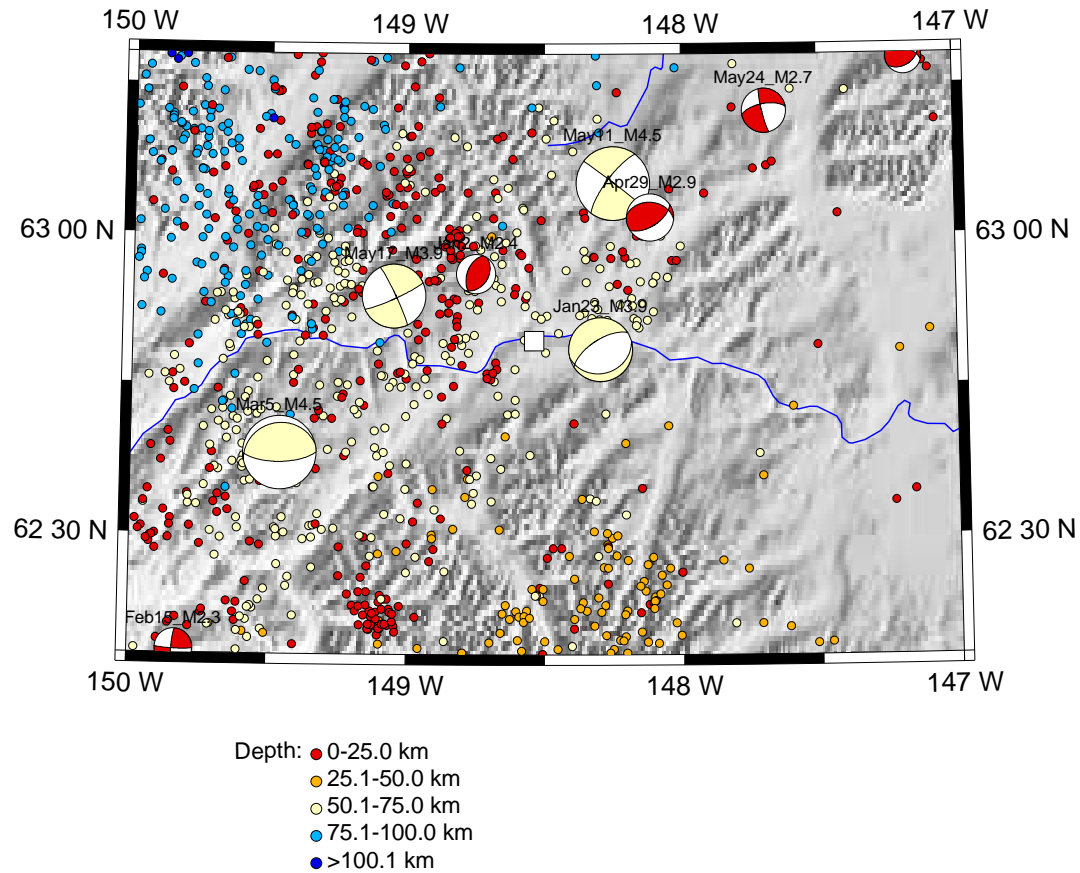 150 W 149 W 148 W 147 W
May24_M2.7
May11_M4.5
Apr29_M2.9
63 00 N 63 00 N
May17_M3.9
Jan23_M3.9
Mar5_M4.5
62 30 N 62 30 N
Feb15_M2.3
150 W 149 W 148 W 147 W
Depth:
0-25.0 km
25.1-50.0 km
50.1-75.0 km
75.1-100.0 km
>100.1 km